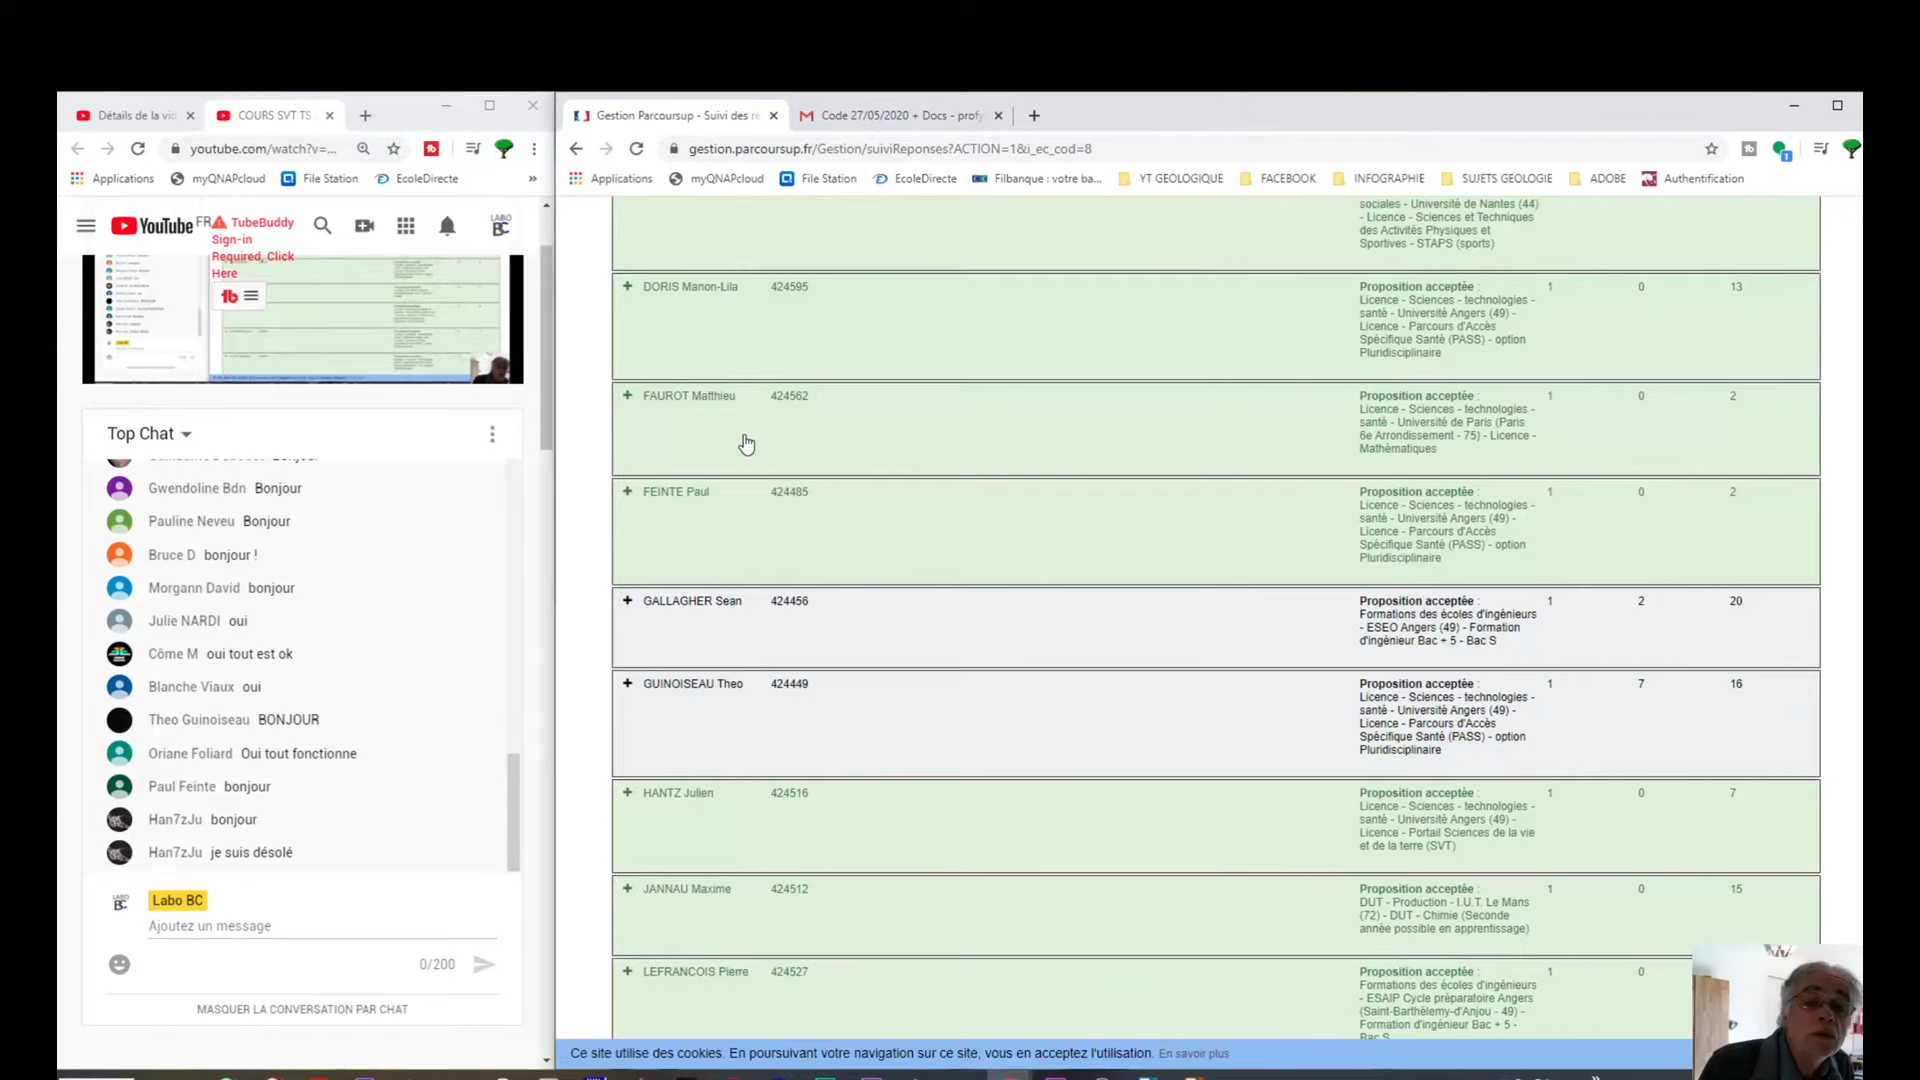 Détails de la vid
COURS SVT TS
youtube.com/watch?v=...
Applications
myQNAPcloud
File Station
EcoleDirecte
»
YouTube FR
TubeBuddy
Sign-in
Required, Click
Here
LABO
BC
Top Chat
Gwendoline Bdn Bonjour
Pauline Neveu Bonjour
Bruce D bonjour !
Morgann David bonjour
Julie NARDI oui
Côme M oui tout est ok
Blanche Viaux oui
Theo Guinoiseau BONJOUR
Oriane Foliard Oui tout fonctionne
Paul Feinte bonjour
Han7zJu bonjour
Han7zJu je suis désolé
Labo BC
Ajoutez un message
0/200
MASQUER LA CONVERSATION PAR CHAT
Gestion Parcoursup - Suivi des re
Code 27/05/2020 + Docs - profy
gestion.parcoursup.fr/Gestion/suiviReponses?ACTION=1&i_ec_cod=8
Applications
myQNAPcloud
File Station
EcoleDirecte
Filbanque : votre ba...
YT GEOLOGIQUE
FACEBOOK
INFOGRAPHIE
SUJETS GEOLOGIE
ADOBE
Authentification
sociales - Université de Nantes (44)
- Licence - Sciences et Techniques
des Activités Physiques et
Sportives - STAPS (sports)
+ DORIS Manon-Lila 424595 Proposition acceptée : 1 0 13
Licence - Sciences - technologies -
santé - Université Angers (49) -
Licence - Parcours d'Accès
Spécifique Santé (PASS) - option
Pluridisciplinaire
+ FAUROT Matthieu 424562 Proposition acceptée : 1 0 2
Licence - Sciences - technologies -
santé - Université de Paris (Paris
6e Arrondissement - 75) - Licence -
Mathématiques
+ FEINTE Paul 424485 Proposition acceptée : 1 0 2
Licence - Sciences - technologies -
santé - Université Angers (49) -
Licence - Parcours d'Accès
Spécifique Santé (PASS) - option
Pluridisciplinaire
+ GALLAGHER Sean 424456 Proposition acceptée : 1 2 20
Formations des écoles d'ingénieurs
- ESEO Angers (49) - Formation
d'ingénieur Bac + 5 - Bac S
+ GUINOISEAU Theo 424449 Proposition acceptée : 1 7 16
Licence - Sciences - technologies -
santé - Université Angers (49) -
Licence - Parcours d'Accès
Spécifique Santé (PASS) - option
Pluridisciplinaire
+ HANTZ Julien 424516 Proposition acceptée : 1 0 7
Licence - Sciences - technologies -
santé - Université Angers (49) -
Licence - Portail Sciences de la vie
et de la terre (SVT)
+ JANNAU Maxime 424512 Proposition acceptée : 1 0 15
DUT - Production - I.U.T. Le Mans
(72) - DUT - Chimie (Seconde
année possible en apprentissage)
+ LEFRANCOIS Pierre 424527 Proposition acceptée : 1 0
Formations des écoles d'ingénieurs
- ESAIP Cycle préparatoire Angers
(Saint-Barthélemy-d'Anjou - 49) -
Formation d'ingénieur Bac + 5 -
Bac S
Ce site utilise des cookies. En poursuivant votre navigation sur ce site, vous en acceptez l'utilisation. En savoir plus